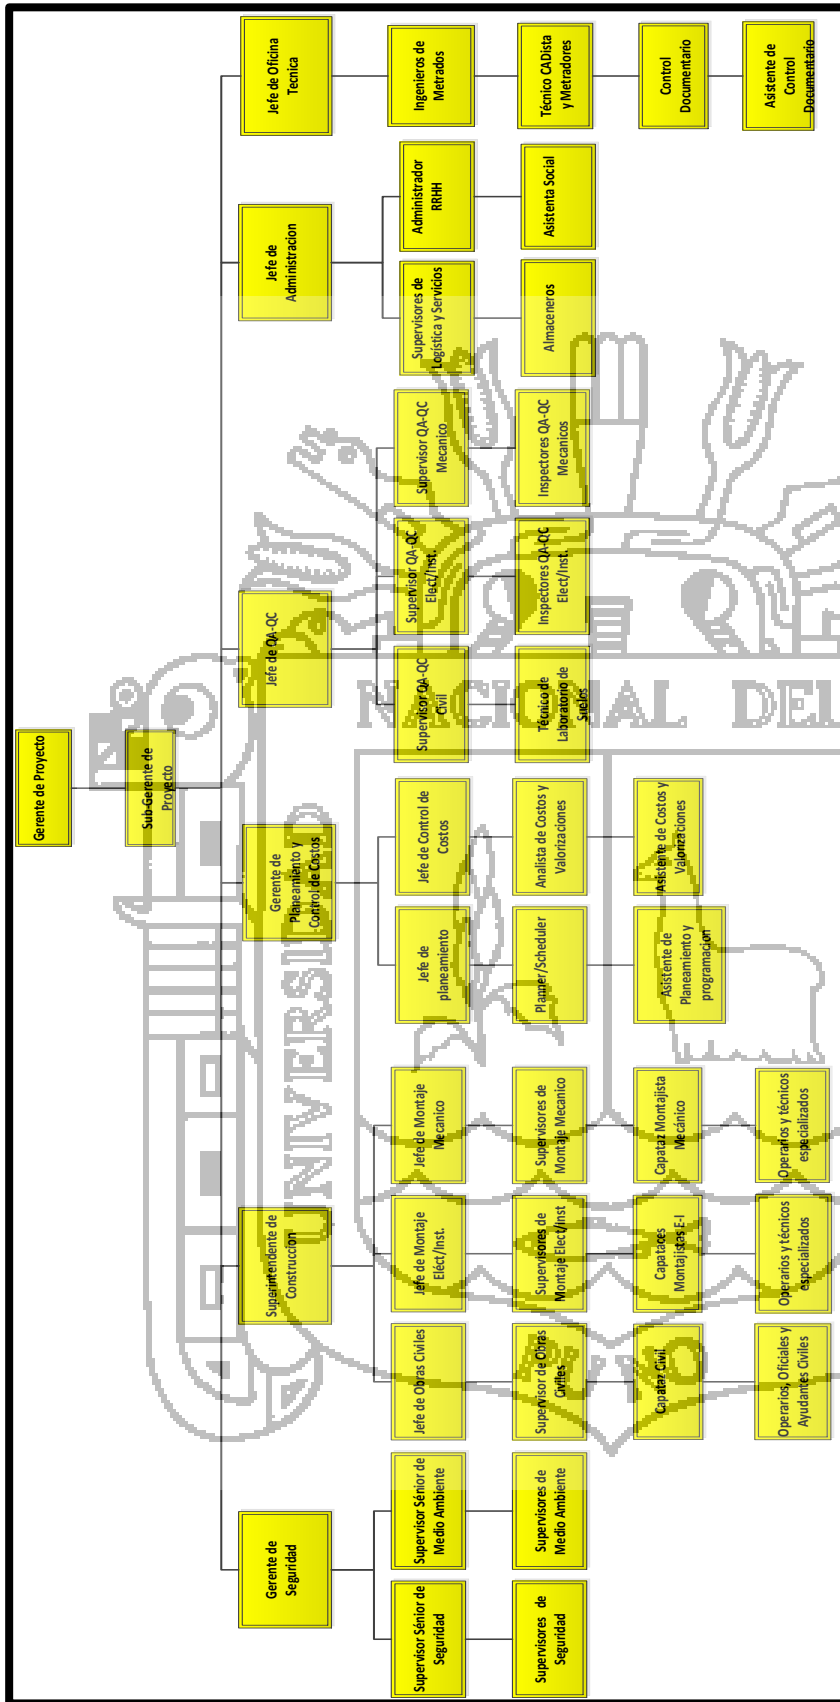 Gerente de Proyecto
Sub-Gerente de
Proyecto
Gerente de
Seguridad
Supervisor Sénior de
Seguridad
Supervisores de
Seguridad
Supervisor Sénior de
Medio Ambiente
Supervisores de
Medio Ambiente
Superintendente de
Construccion
Jefe de Obras Civiles
Supervisor de Obras
Civiles
Capataz Civil
Operarios, Oficiales y
Ayudantes Civiles
Jefe de Montaje
Eléct/Inst.
Supervisores de
Montaje Elect/Inst
Capataces
Montajistas E-I
Operarios y técnicos
especializados
Jefe de Montaje
Mecanico
Supervisores de
Montaje Mecanico
Capataz Montajista
Mecánico
Operarios y técnicos
especializados
Gerente de
Planeamiento y
Control de Costos
Jefe de
planeamiento
Planner/Scheduler
Asistente de
Planeamiento y
programacion
Jefe de Control de
Costos
Analista de Costos y
Valorizaciones
Asistente de Costos y
Valorizaciones
Jefe de QA-QC
Supervisor QA-QC
Civil
Técnico de
Laboratorio de
Suelos
Supervisor QA-QC
Elect/Inst.
Inspectores QA-QC
Elect/Inst.
Supervisor QA-QC
Mecanico
Inspectores QA-QC
Mecanicos
Jefe de
Administracion
Supervisores de
Logística y Servicios
Almaceneros
Administrador
RRHH
Asistenta Social
Jefe de Oficina
Tecnica
Ingenieros de
Metrados
Técnico CADista
y Metradores
Control
Documentario
Asistente de
Control
Documentario
UNIVERSIDAD
NACIONAL DEL